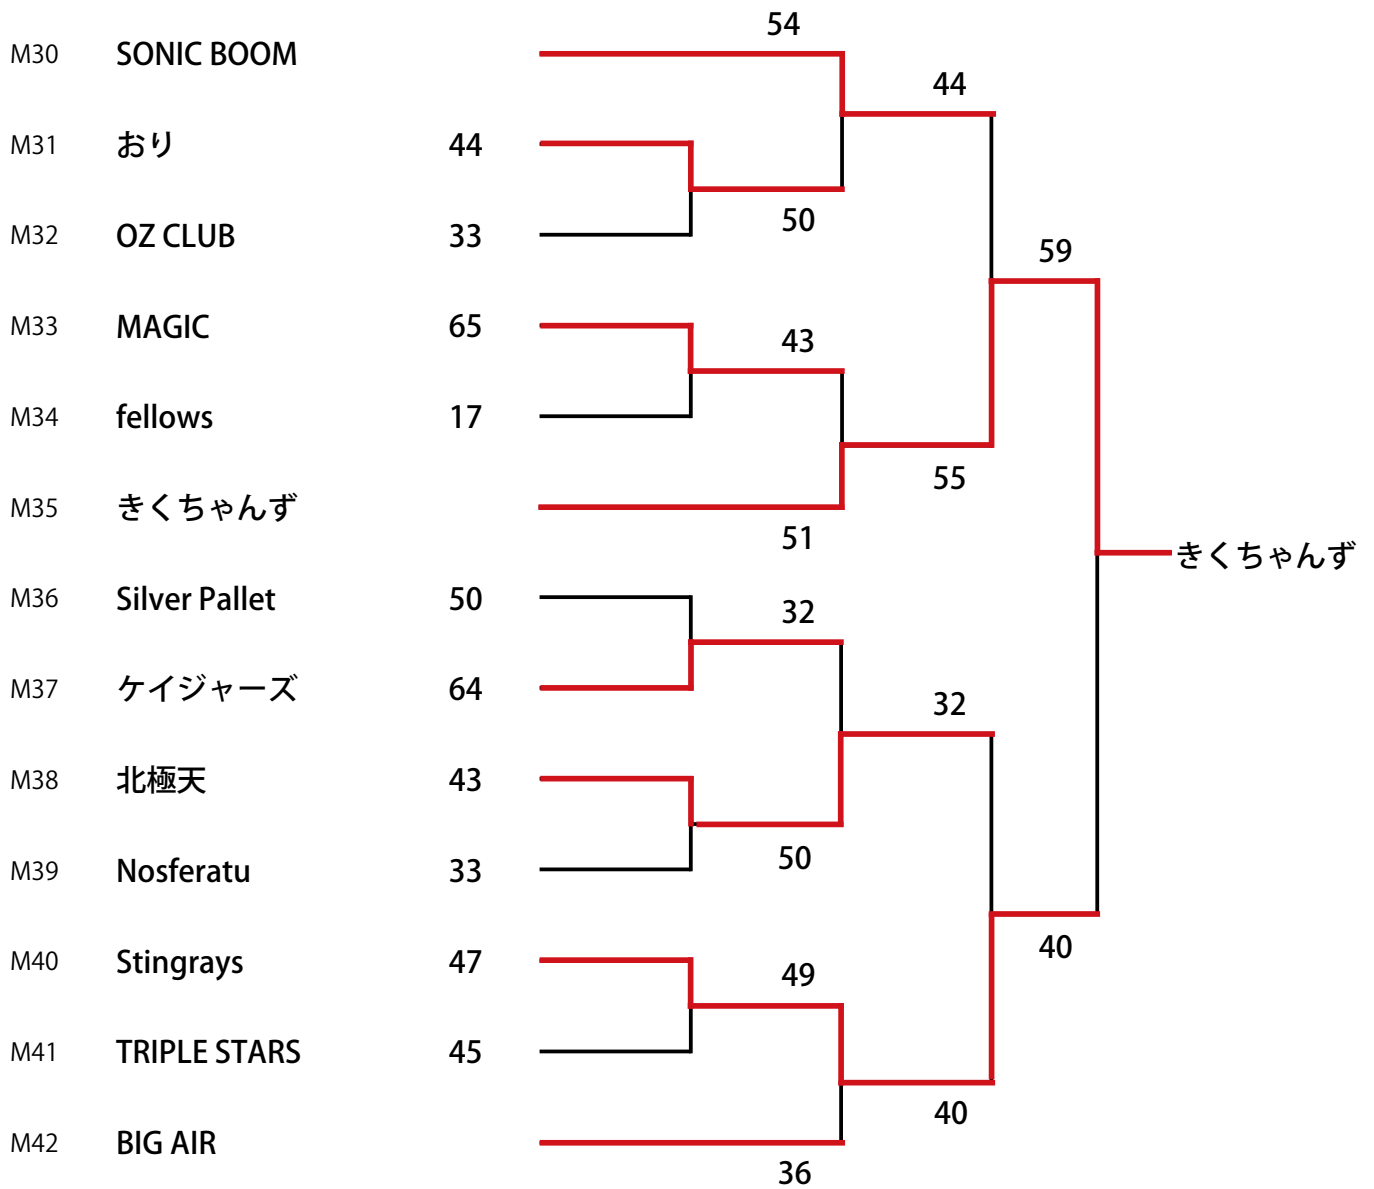 54
M30 SONIC BOOM
44
M31 おり 44
50
M32 OZ CLUB 33
59
M33 MAGIC 65
43
M34 fellows 17
55
M35 きくちゃんず
51
きくちゃんず
M36 Silver Pallet 50
32
M37 ケイジャーズ 64
32
M38 北極天 43
50
M39 Nosferatu 33
40
M40 Stingrays 47
49
M41 TRIPLE STARS 45
40
M42 BIG AIR
36